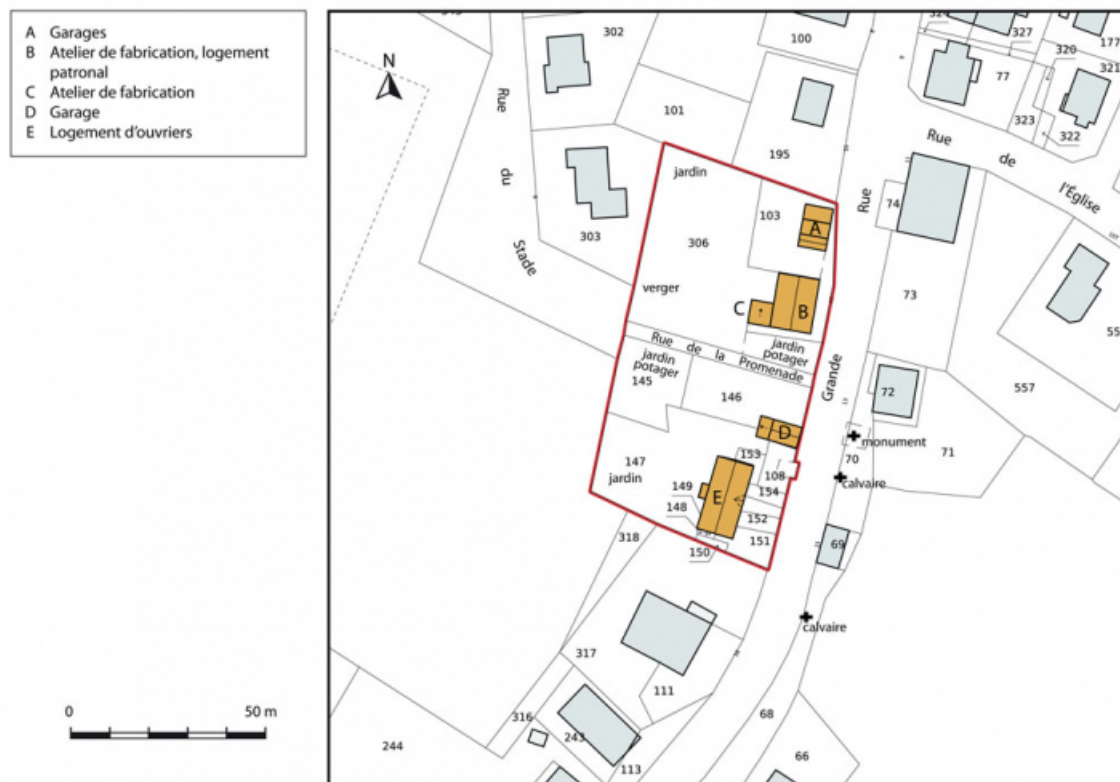 A Garages
B Atelier de fabrication, logement
patronal
C Atelier de fabrication
D Garage
E Logement d'ouvriers
N
0 50 m
302
100
327
320
177
321
77
101
323
322
Rue du Stade
195
Rue de l'Église
jardin
74
103
A
303
306
73
verger
C
B
Rue de la Promenade
jardin
potager
jardin
potager
145
146
Grande Rue
72
557
D
monument
70
71
147
jardin
153
108
calvaire
149
E
154
148
152
151
150
318
69
calvaire
317
111
316
243
68
244
113
66